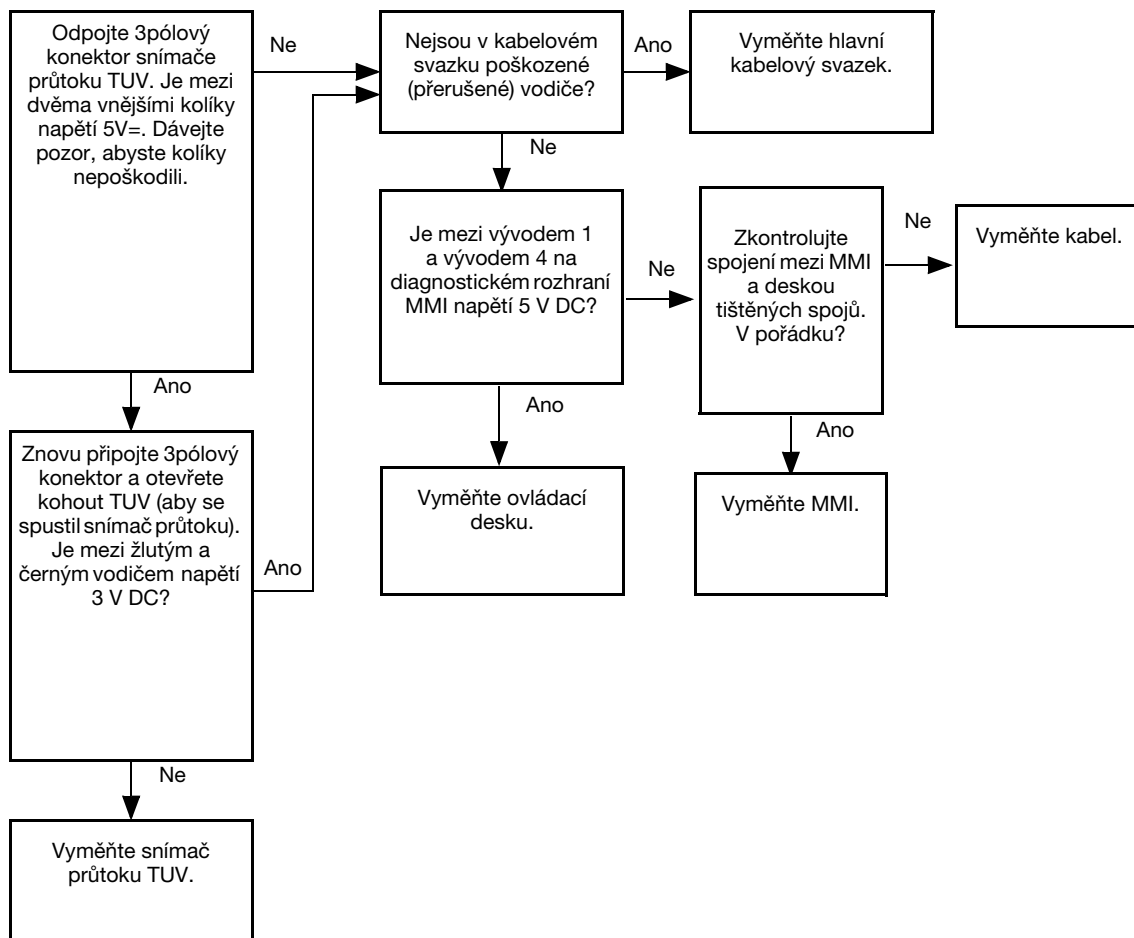 Odpojte 3pólový
konektor snímače
průtoku TUV. Je mezi
dvěma vnějšími kolíky
napětí 5V=. Dávejte
pozor, abyste kolíky
nepoškodili.
Ne
Nejsou v kabelovém
svazku poškozené
(přerušené) vodiče?
Ano
Vyměňte hlavní
kabelový svazek.
Ne
Je mezi vývodem 1
a vývodem 4 na
diagnostickém rozhraní
MMI napětí 5 V DC?
Ne
Zkontrolujte
spojení mezi MMI
a deskou
tištěných spojů.
V pořádku?
Ne
Vyměňte kabel.
Ano
Znovu připojte 3pólový
konektor a otevřete
kohout TUV (aby se
spustil snímač průtoku).
Je mezi žlutým a
černým vodičem napětí
3 V DC?
Ano
Ano
Vyměňte ovládací
desku.
Ano
Vyměňte MMI.
Ne
Vyměňte snímač
průtoku TUV.